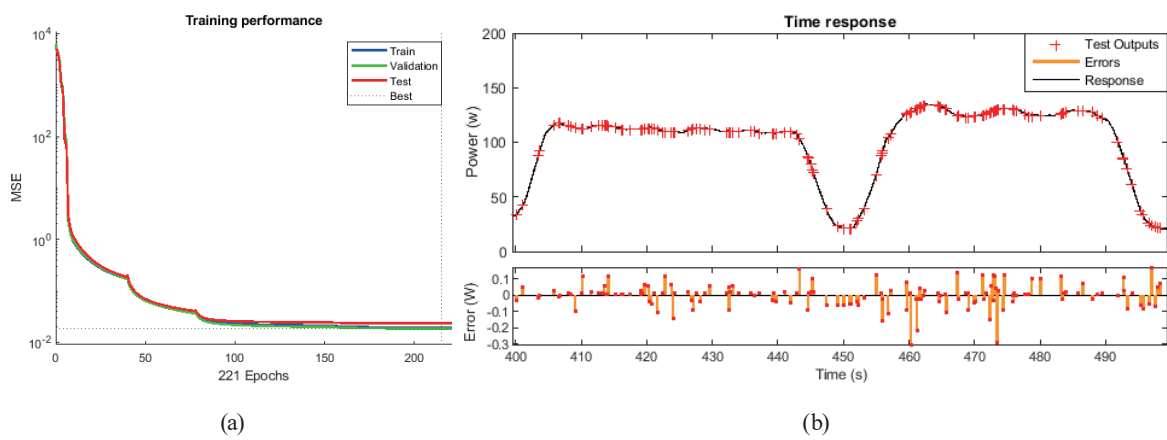 Training performance
10^4
10^2
10^0
10^-2
MSE
0
50
100
150
200
221 Epochs
Train
Validation
Test
Best
(a)
Time response
200
150
100
50
0
Power (w)
Test Outputs
Errors
Response
0.1
0
-0.1
-0.2
-0.3
Error (W)
400
410
420
430
440
450
460
470
480
490
Time (s)
(b)